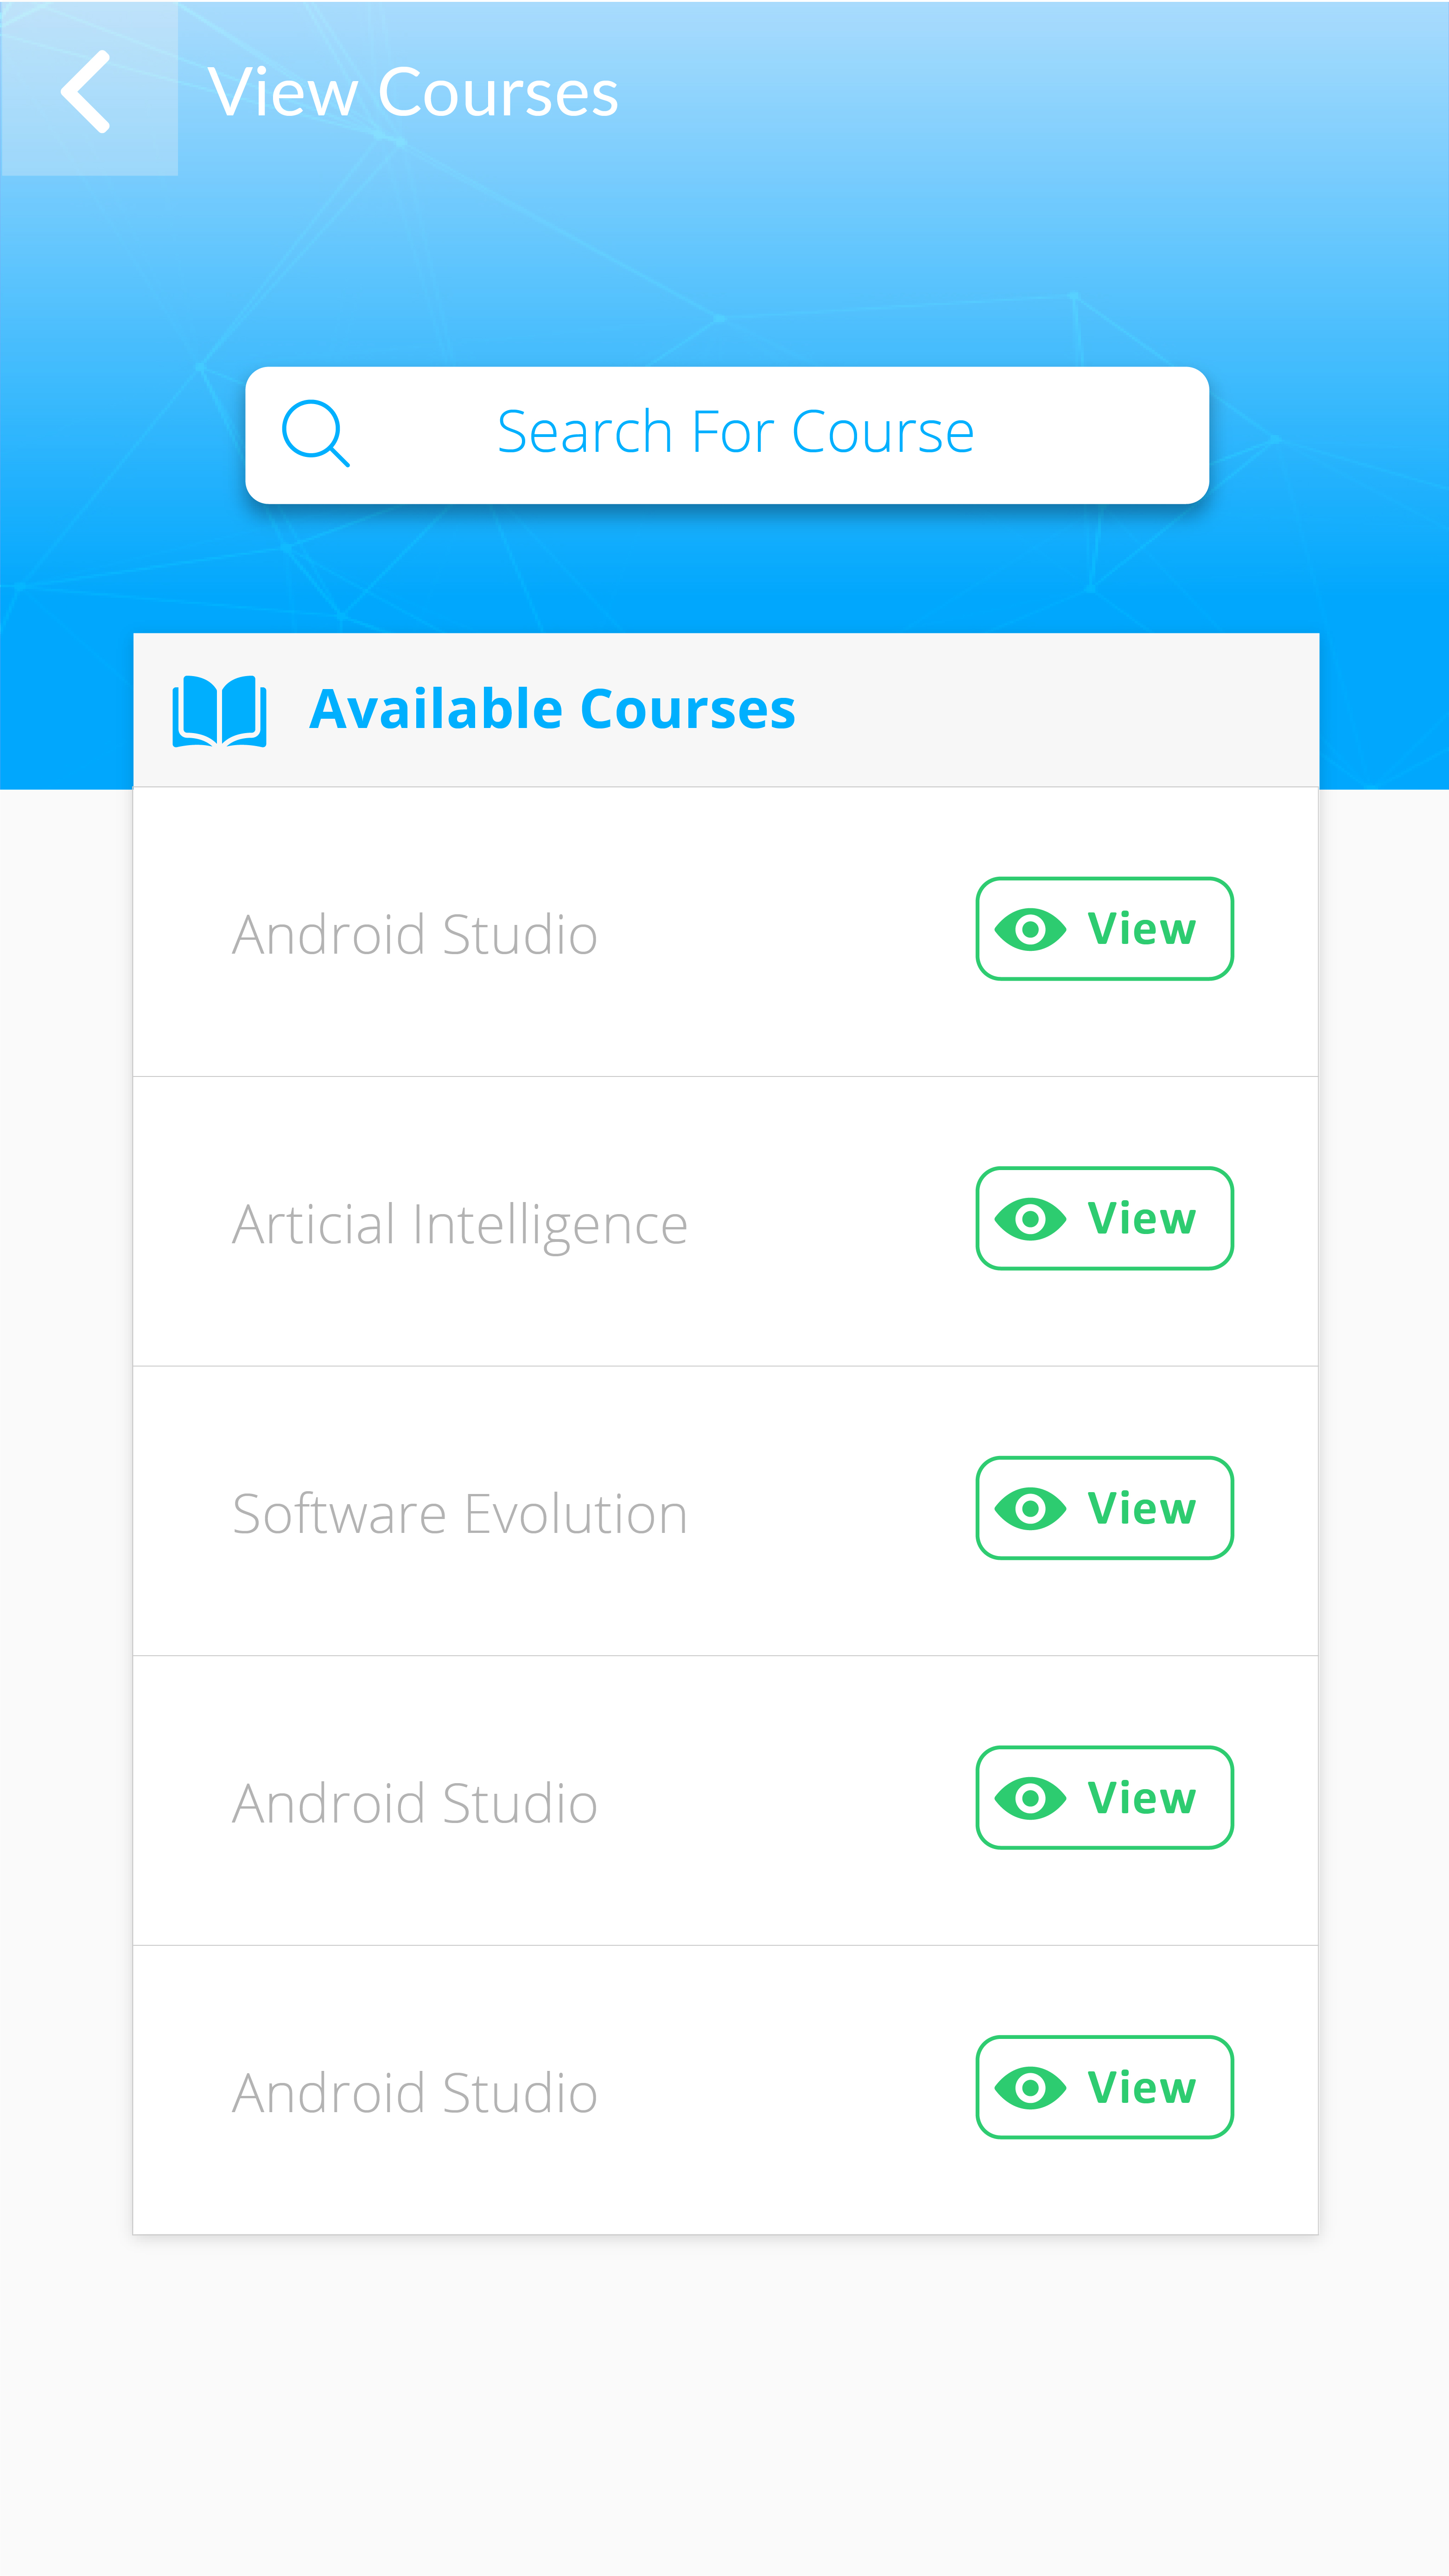 View Courses
Search For Course
Available Courses
Android Studio
View
Articial Intelligence
View
Software Evolution
View
Android Studio
View
Android Studio
View